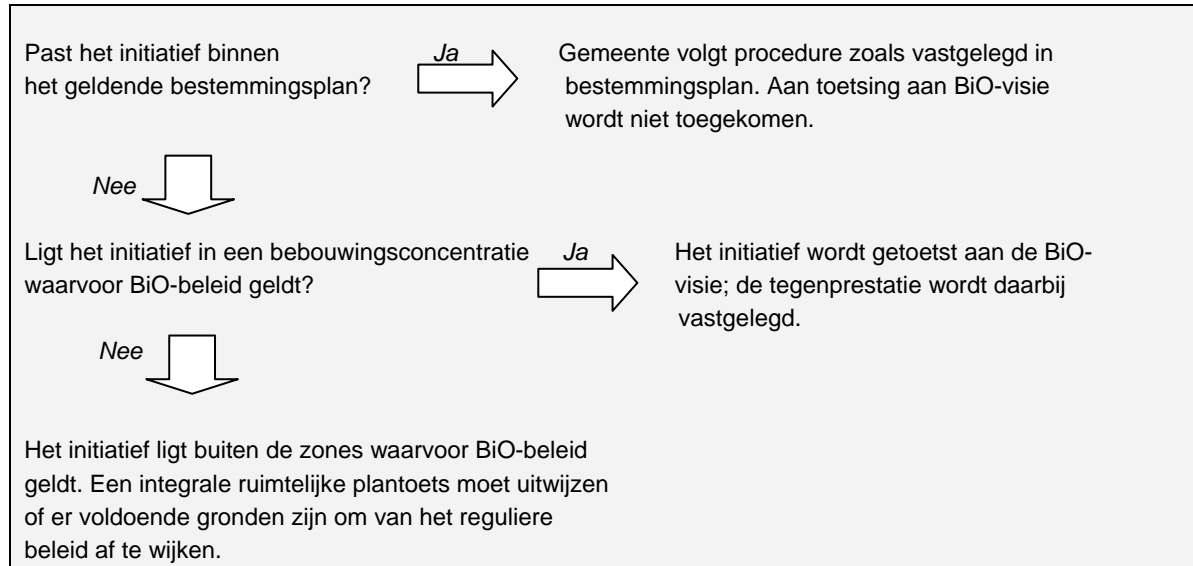 Past het initiatief binnen
het geldende bestemmingsplan?
Ja
Gemeente volgt procedure zoals vastgelegd in
bestemmingsplan. Aan toetsing aan BiO-visie
wordt niet toegekomen.
Nee
Ligt het initiatief in een bebouwingsconcentratie
waarvoor BiO-beleid geldt?
Ja
Het initiatief wordt getoetst aan de BiO-
visie; de tegenprestatie wordt daarbij
vastgelegd.
Nee
Het initiatief ligt buiten de zones waarvoor BiO-beleid
geldt. Een integrale ruimtelijke plantoets moet uitwijzen
of er voldoende gronden zijn om van het reguliere
beleid af te wijken.